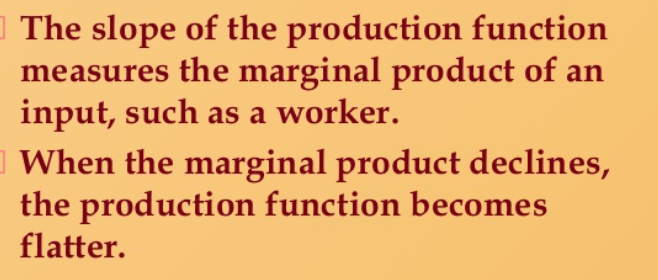 The slope of the production function
measures the marginal product of an
input, such as a worker.
When the marginal product declines,
the production function becomes
flatter.